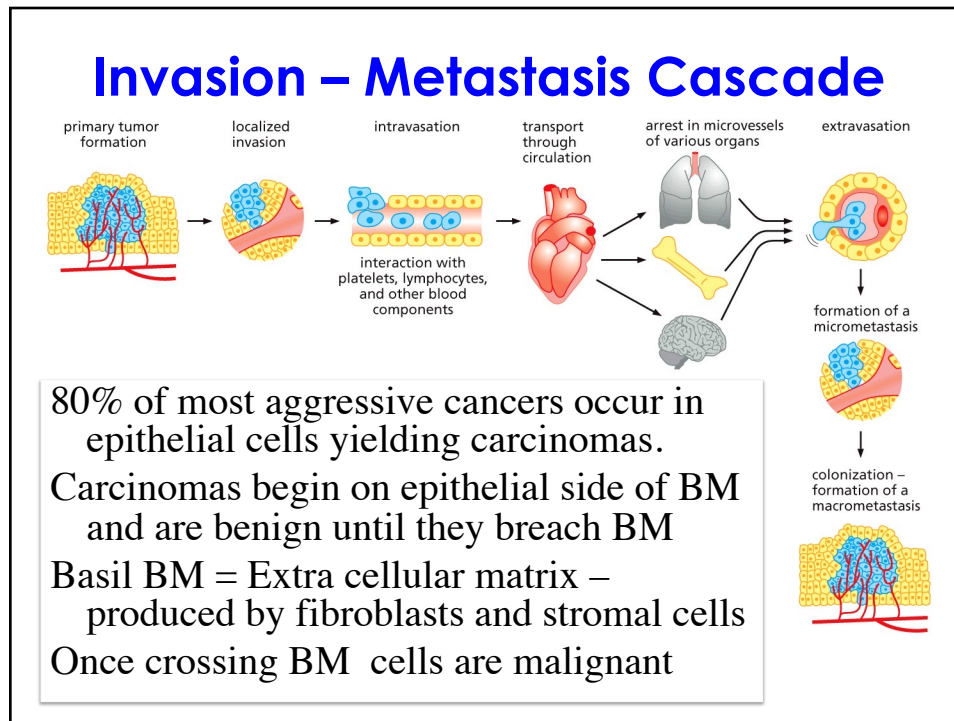 Invasion – Metastasis Cascade
primary tumor
formation
localized
invasion
intravasation
transport
through
circulation
arrest in microvessels
of various organs
extravasation
interaction with
platelets, lymphocytes,
and other blood
components
formation of a
micrometastasis
colonization –
formation of a
macrometastasis
80% of most aggressive cancers occur in
epithelial cells yielding carcinomas.
Carcinomas begin on epithelial side of BM
and are benign until they breach BM
Basil BM = Extra cellular matrix –
produced by fibroblasts and stromal cells
Once crossing BM cells are malignant